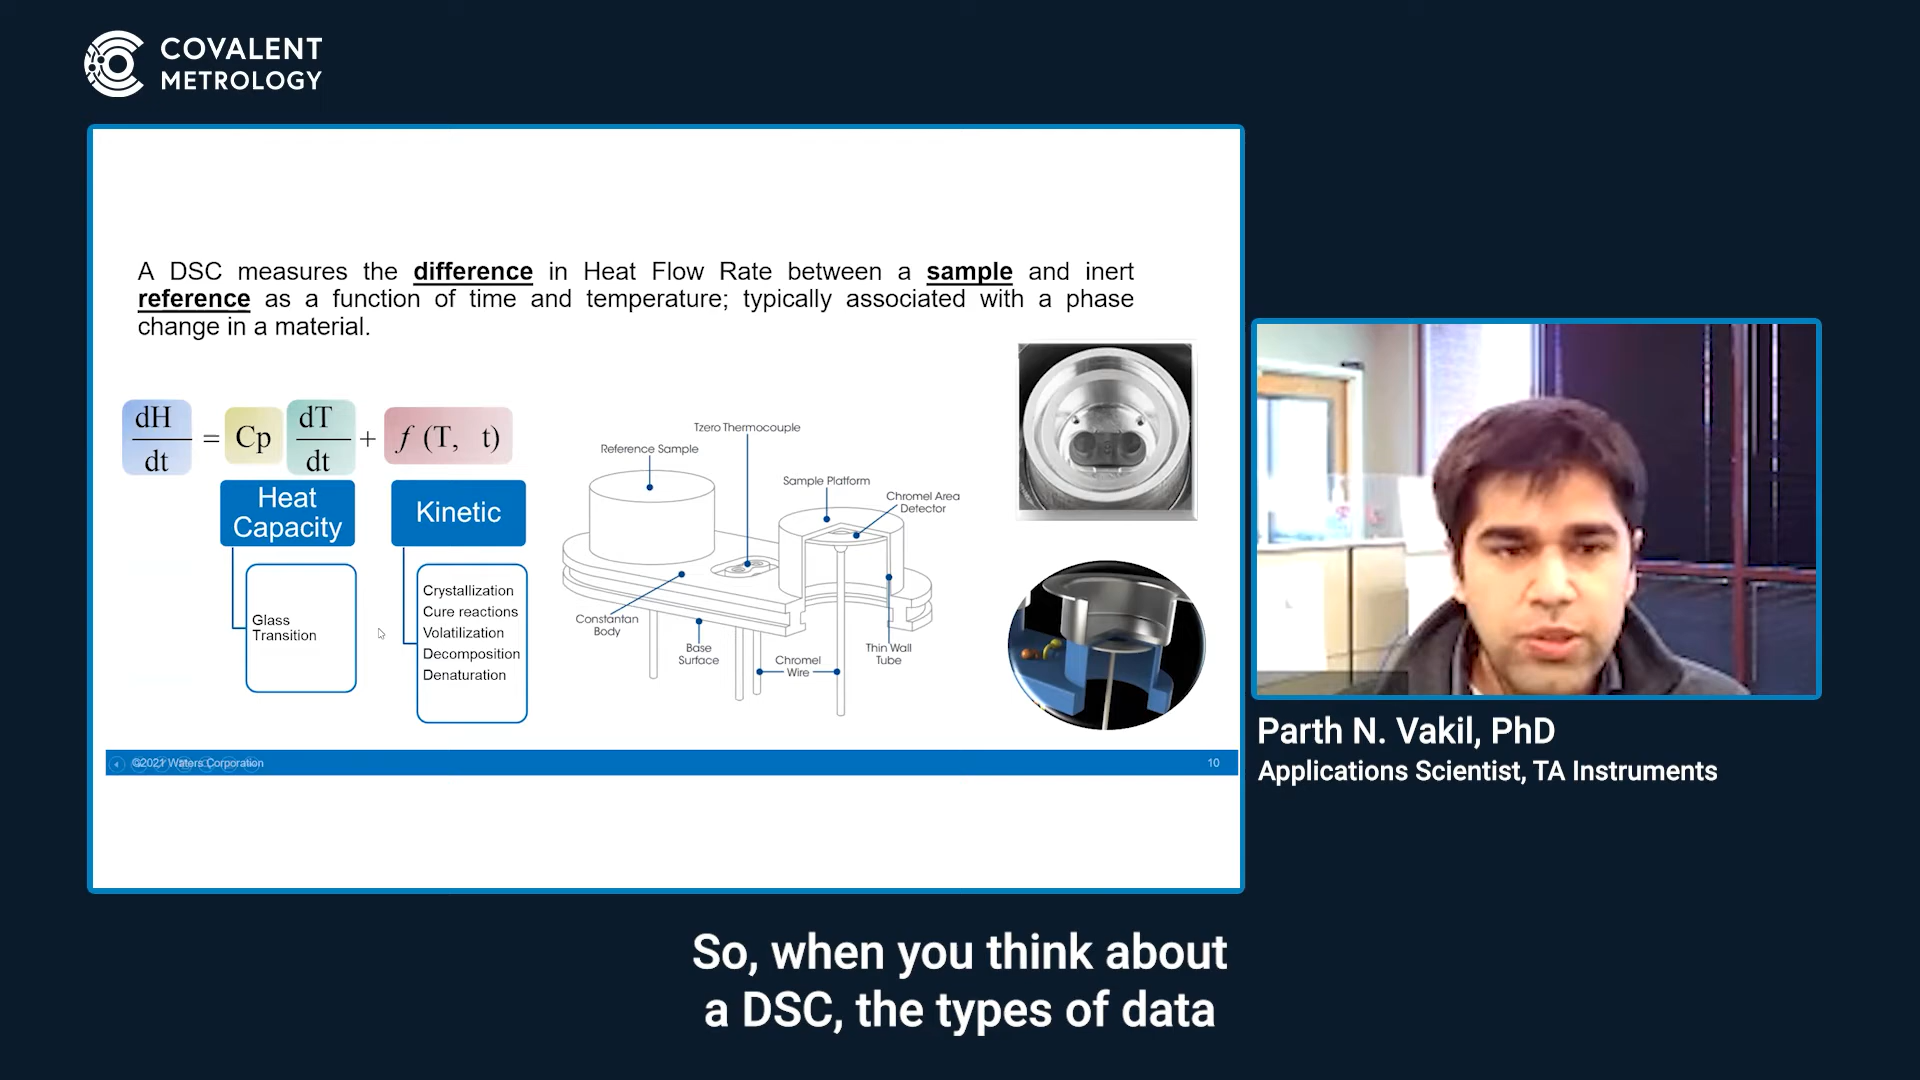 COVALENT
METROLOGY
A DSC measures the difference in Heat Flow Rate between a sample and inert
reference as a function of time and temperature; typically associated with a phase
change in a material.
dH
dt
=
Cp
dT
dt
+
f (T, t)
Heat
Capacity
Kinetic
Glass
Transition
Crystallization
Cure reactions
Volatilization
Decomposition
Denaturation
Tzero Thermocouple
Reference Sample
Sample Platform
Chromel Area
Detector
Constantan
Body
Base
Surface
Chromel
Wire
Thin Wall
Tube
©2021 Waters Corporation
10
Parth N. Vakil, PhD
Applications Scientist, TA Instruments
So, when you think about
a DSC, the types of data